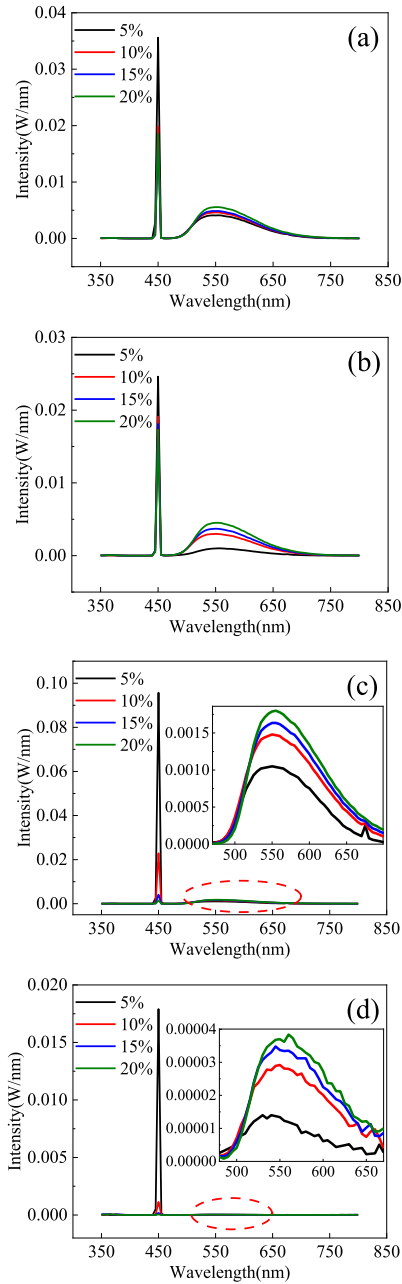 (a)
5%
10%
15%
20%
0.04
0.03
0.02
0.01
0.00
Intensity(W/nm)
350 450 550 650 750 850
Wavelength(nm)
(b)
5%
10%
15%
20%
0.03
0.02
0.01
0.00
Intensity(W/nm)
350 450 550 650 750 850
Wavelength(nm)
(c)
5%
10%
15%
20%
0.10
0.08
0.06
0.04
0.02
0.00
Intensity(W/nm)
0.0015
0.0010
0.0005
0.0000
500 550 600 650
350 450 550 650 750 850
Wavelength(nm)
(d)
5%
10%
15%
20%
0.020
0.015
0.010
0.005
0.000
Intensity(W/nm)
0.00004
0.00003
0.00002
0.00001
0.00000
500 550 600 650
350 450 550 650 750 850
Wavelength(nm)